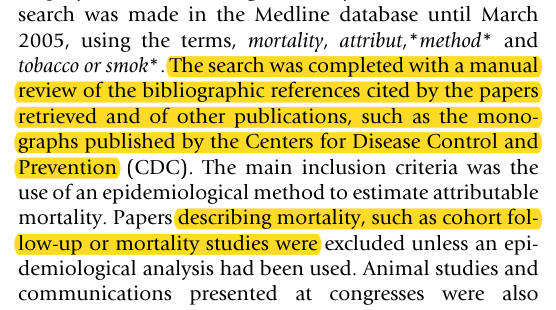 search was made in the Medline database until March
2005, using the terms, mortality, attribut,*method* and
tobacco or smok*. The search was completed with a manual
review of the bibliographic references cited by the papers
retrieved and of other publications, such as the mono-
graphs published by the Centers for Disease Control and
Prevention (CDC). The main inclusion criteria was the
use of an epidemiological method to estimate attributable
mortality. Papers describing mortality, such as cohort fol-
low-up or mortality studies were excluded unless an epi-
demiological analysis had been used. Animal studies and
communications presented at congresses were also